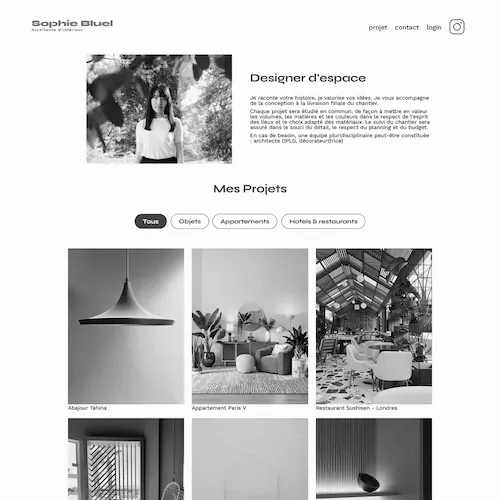 Sophie Bluel
Architecte d'intérieur
projet contact login
Designer d'espace
Je raconte votre histoire, je valorise vos idées. Je vous accompagne
de la conception à la livraison finale du chantier.
Chaque projet sera étudié en commun, de façon à mettre en valeur
les volumes, les matières et les couleurs dans le respect de l'esprit
des lieux et le choix adapté des matériaux. Le suivi du chantier sera
assuré dans le souci du détail, le respect du planning et du budget.
En cas de besoin, une équipe pluridisciplinaire peut-être constituée
: architecte DPLG, décorateur(trice)
Mes Projets
Tous Objets Appartements Hotels & restaurants
Abajour Tahina Appartement Paris V Restaurant Sushisen - Londres